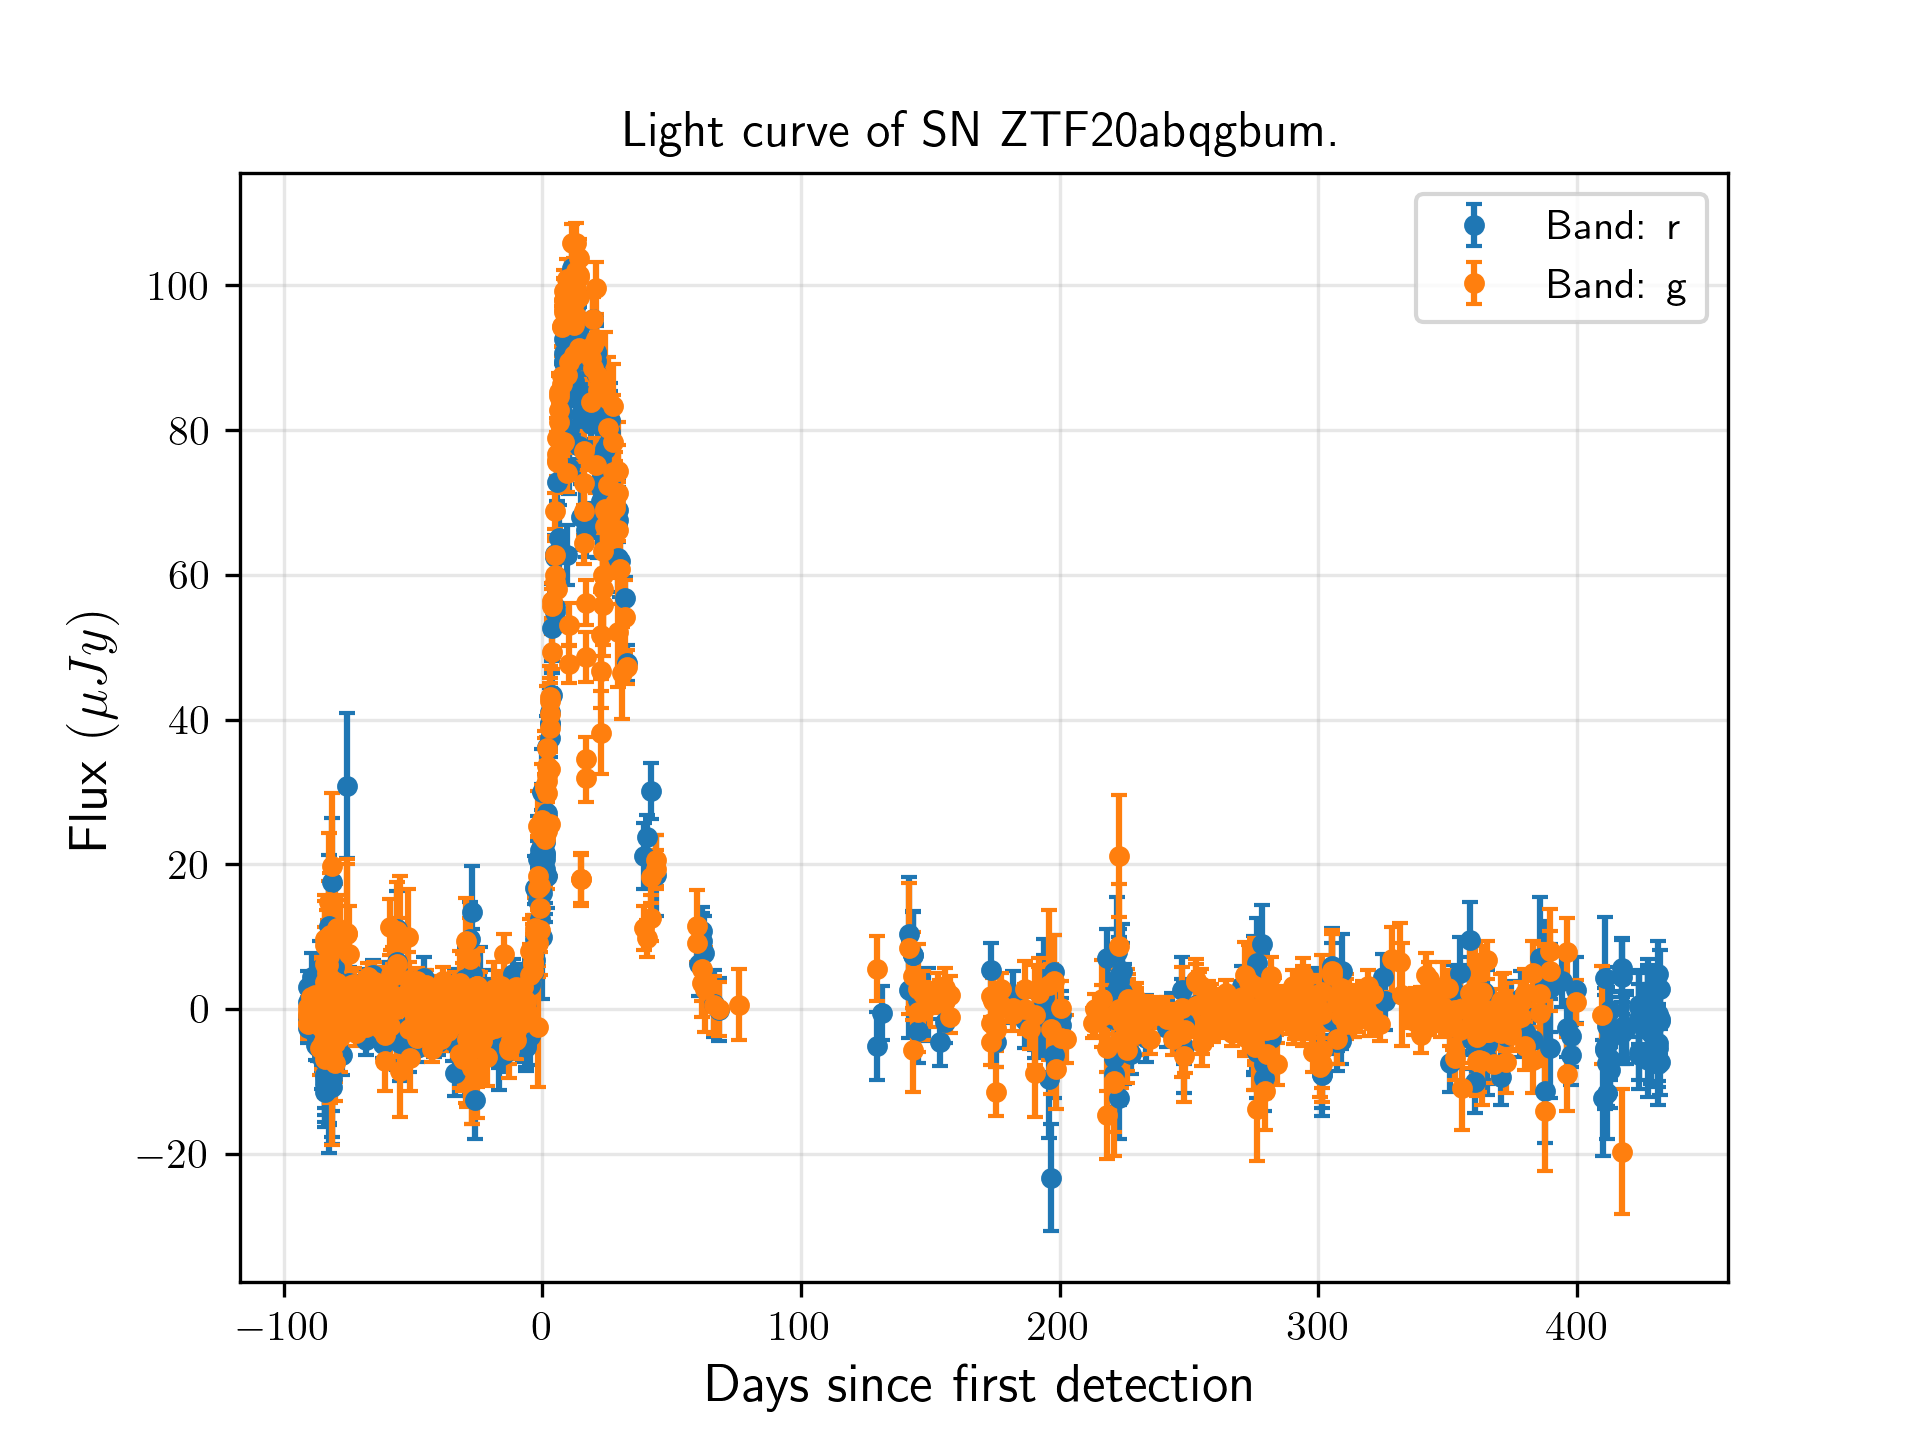 Light curve of SN ZTF20abqgbum.
Band: r
Band: g
100
80
60
40
20
0
−20
Flux (μJy)
−100 0 100 200 300 400
Days since first detection